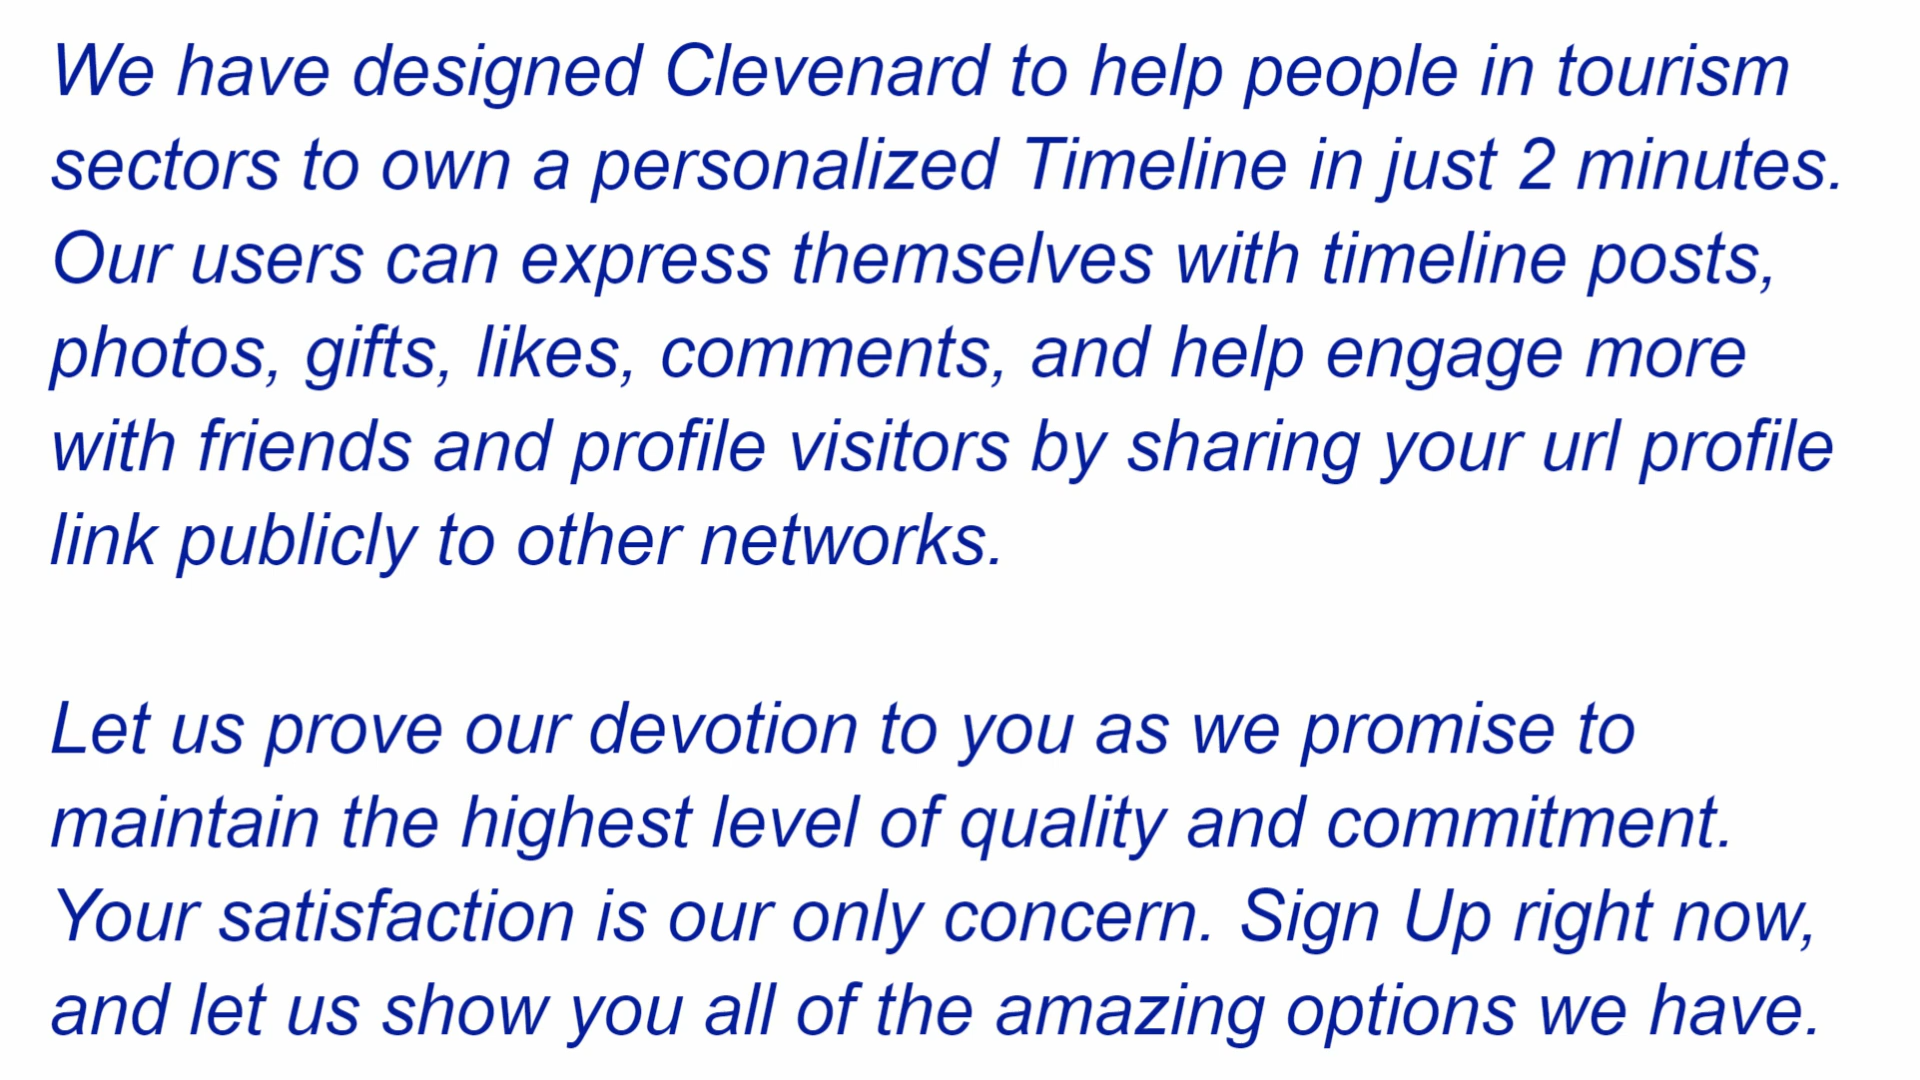 We have designed Clevenard to help people in tourism
sectors to own a personalized Timeline in just 2 minutes.
Our users can express themselves with timeline posts,
photos, gifts, likes, comments, and help engage more
with friends and profile visitors by sharing your url profile
link publicly to other networks.
Let us prove our devotion to you as we promise to
maintain the highest level of quality and commitment.
Your satisfaction is our only concern. Sign Up right now,
and let us show you all of the amazing options we have.